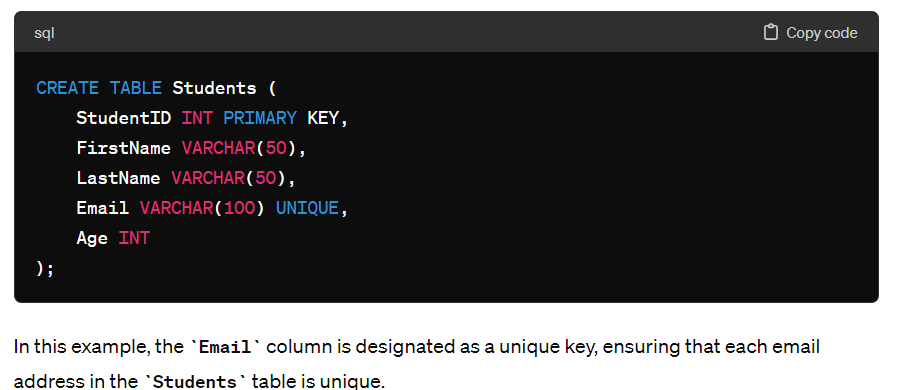 sql
Copy code
CREATE TABLE Students (
    StudentID INT PRIMARY KEY,
    FirstName VARCHAR(50),
    LastName VARCHAR(50),
    Email VARCHAR(100) UNIQUE,
    Age INT
);
In this example, the `Email` column is designated as a unique key, ensuring that each email
address in the `Students` table is unique.